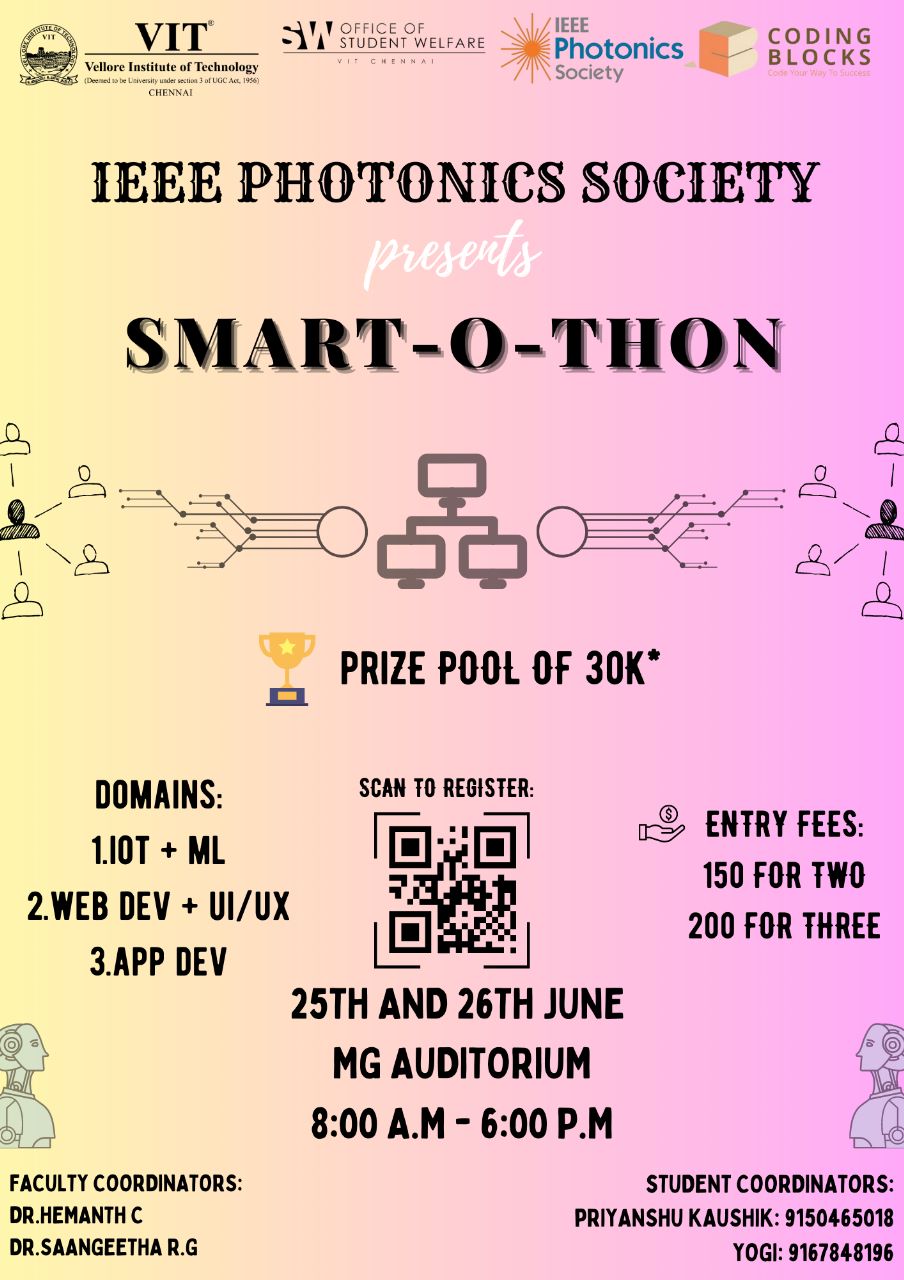 VIT®
Vellore Institute of Technology
(Deemed to be University under section 3 of UGC Act, 1956)
CHENNAI
SW OFFICE OF
STUDENT WELFARE
VIT CHENNAI
IEEE
Photonics
Society
CODING
BLOCKS
Code Your Way To Success
IEEE PHOTONICS SOCIETY
presents
SMART-O-THON
PRIZE POOL OF 30K*
DOMAINS:
1.IOT + ML
2.WEB DEV + UI/UX
3.APP DEV
SCAN TO REGISTER:
ENTRY FEES:
150 FOR TWO
200 FOR THREE
25TH AND 26TH JUNE
MG AUDITORIUM
8:00 A.M - 6:00 P.M
FACULTY COORDINATORS:
DR.HEMANTH C
DR.SAANGEETHA R.G
STUDENT COORDINATORS:
PRIYANSHU KAUSHIK: 9150465018
YOGI: 9167848196